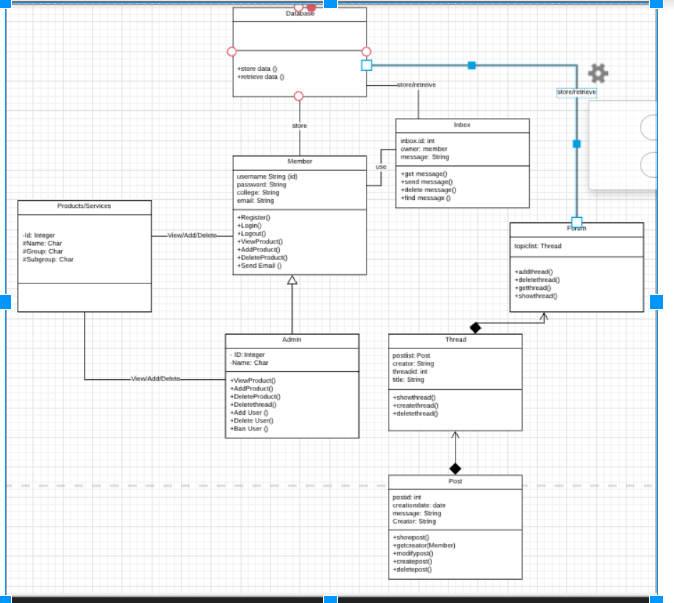 Database
+store data ()
+retrieve data ()
store/retreive
store/retrieve
store
Inbox
inbox.id: int
owner: member
message: String
+get message()
+send message()
+delete message()
+find message ()
use
Member
username String (id)
password: String
college: String
email: String
+Register()
+Login()
+Logout()
+ViewProduct()
+AddProduct()
+DeleteProduct()
+Send Email ()
Products/Services
-Id: Integer
#Name: Char
#Group: Char
#Subgroup: Char
View/Add/Delete
Forum
topiclist: Thread
+addthread()
+deletethread()
+getthread()
+showthread()
Admin
- ID: Integer
-Name: Char
+ViewProduct()
+AddProduct()
+DeleteProduct()
+Deletethread()
+Add User ()
+Delete User()
+Ban User ()
View/Add/Delete
Thread
postlist: Post
creator: String
threadid: int
title: String
+showthread()
+createthread()
+deletethread()
Post
postid: int
creationdate: date
message: String
Creator: String
+showpost()
+getcreator(Member)
+modifypost()
+createpost()
+deletepost()